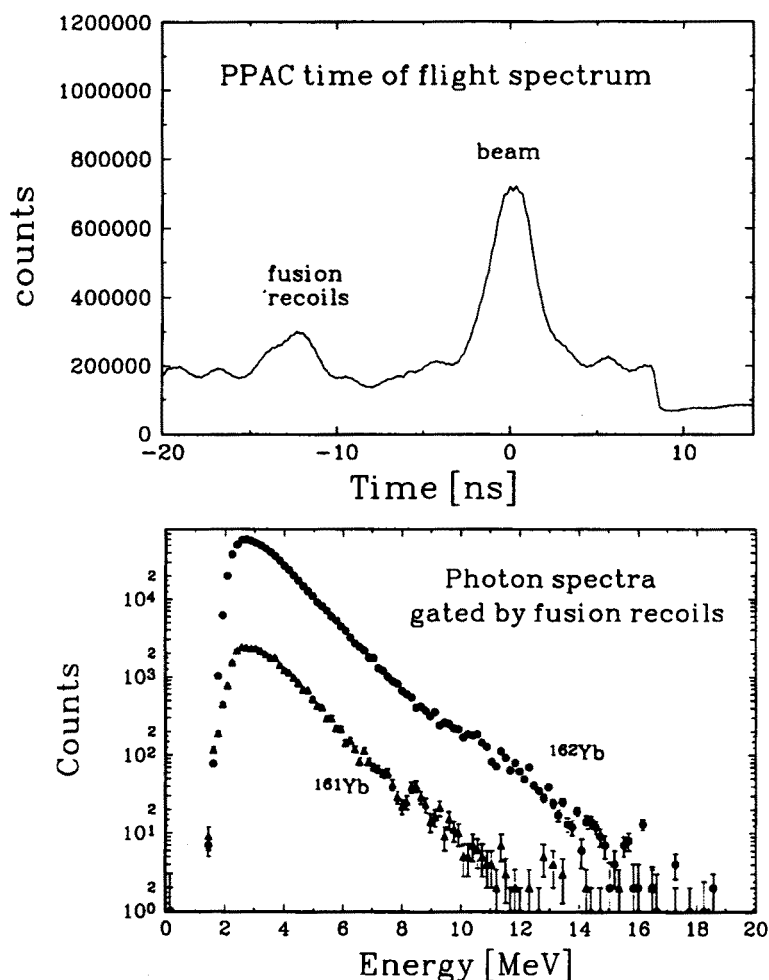 1200000
1000000
800000
600000
400000
200000
0
counts
PPAC time of flight spectrum
beam
fusion
recoils
-20
-10
0
10
Time [ns]
Photon spectra
gated by fusion recoils
162Yb
161Yb
Counts
2
10⁴
2
10³
2
10²
2
10¹
2
10⁰
0
2
4
6
8
10
12
14
16
18
20
Energy [MeV]